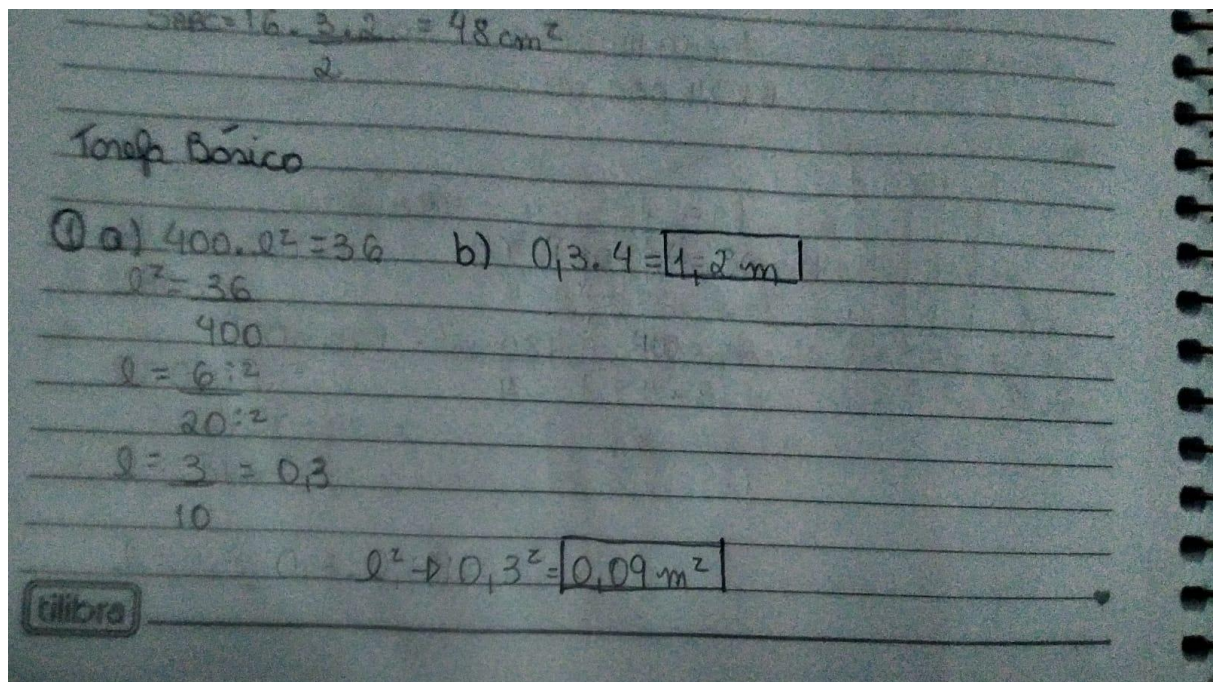 SABC = 16 . 3 . 2 = 48 cm²
2
Tarefa Básico
① a) 400 . l² = 36
l² = 36
400
l = 6 ÷2
20 ÷2
l = 3 = 0,3
10
l² → 0,3² = 0,09 m²
b) 0,3 . 4 = 1,2 m
tilibra